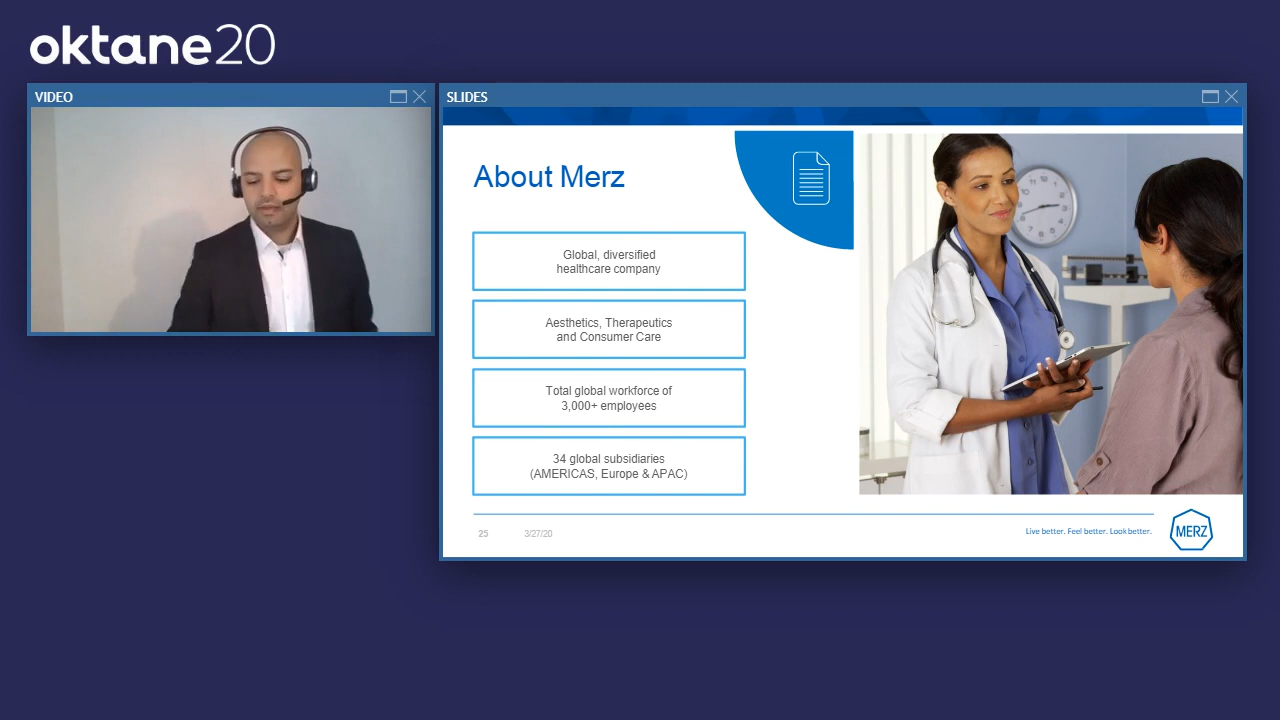 oktane20
VIDEO
SLIDES
About Merz
Global, diversified
healthcare company
Aesthetics, Therapeutics
and Consumer Care
Total global workforce of
3,000+ employees
34 global subsidiaries
(AMERICAS, Europe & APAC)
25
3/27/20
Live better. Feel better. Look better.
MERZ